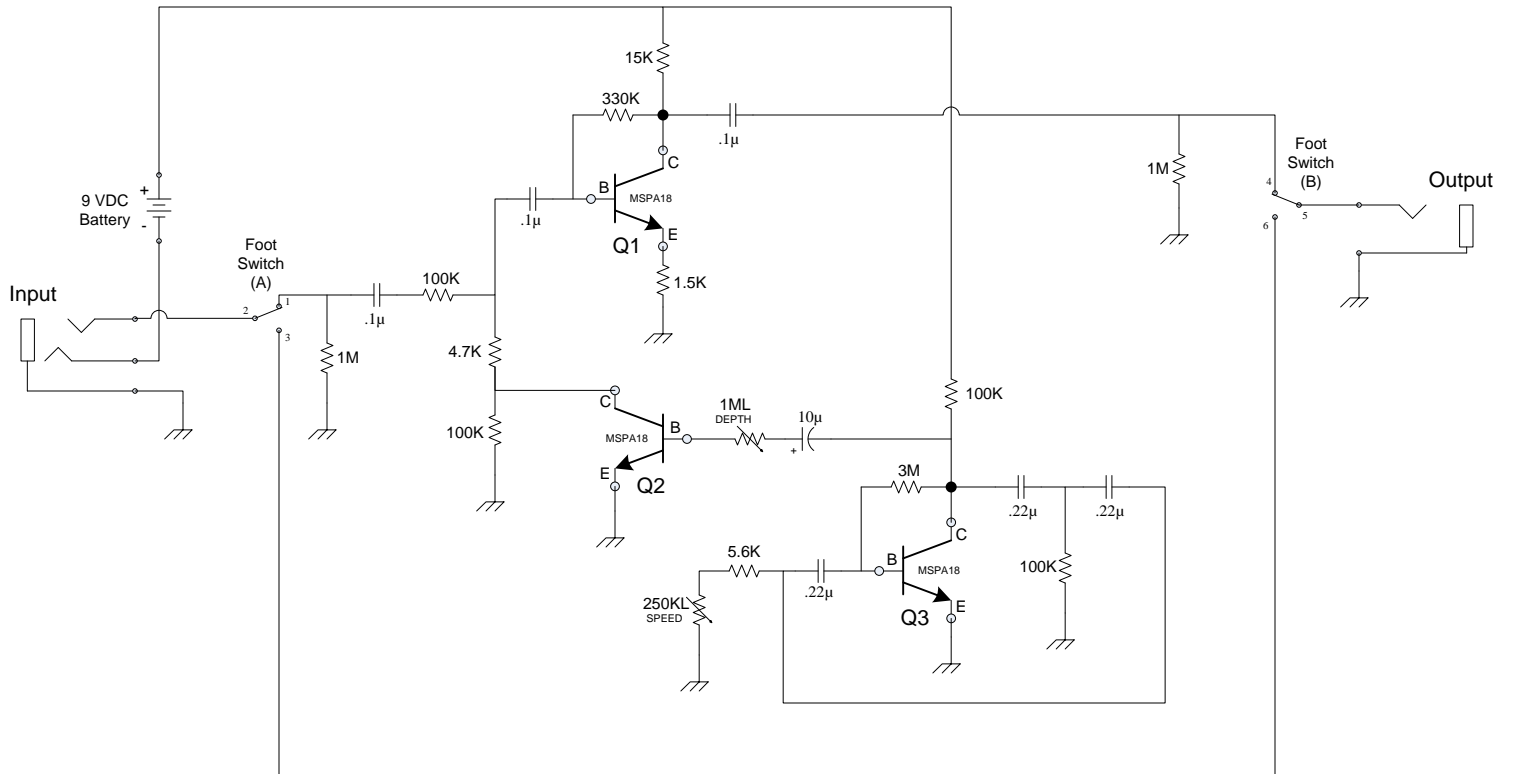 15K
330K
.1µ
C
B
MSPA18
E
Q1
1.5K
.1µ
1M
Foot
Switch
(B)
4
5
6
Output
+
9 VDC
Battery
-
Foot
Switch
(A)
1
2
3
Input
1M
.1µ
100K
4.7K
100K
C
MSPA18
B
E
Q2
1ML
DEPTH
10µ
+
100K
3M
.22µ
.22µ
100K
C
B
MSPA18
E
Q3
5.6K
.22µ
250KL
SPEED